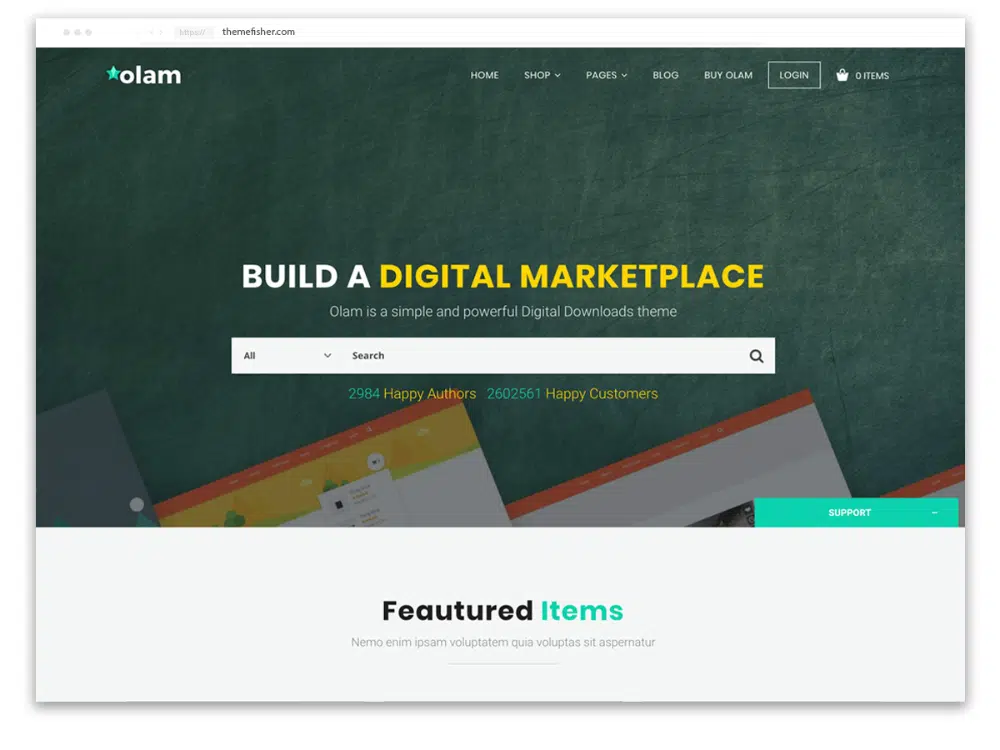 https:// themefisher.com
olam
HOME SHOP PAGES BLOG BUY OLAM LOGIN 0 ITEMS
BUILD A DIGITAL MARKETPLACE
Olam is a simple and powerful Digital Downloads theme
All Search
2984 Happy Authors 2602561 Happy Customers
SUPPORT
Feautured Items
Nemo enim ipsam voluptatem quia voluptas sit aspernatur